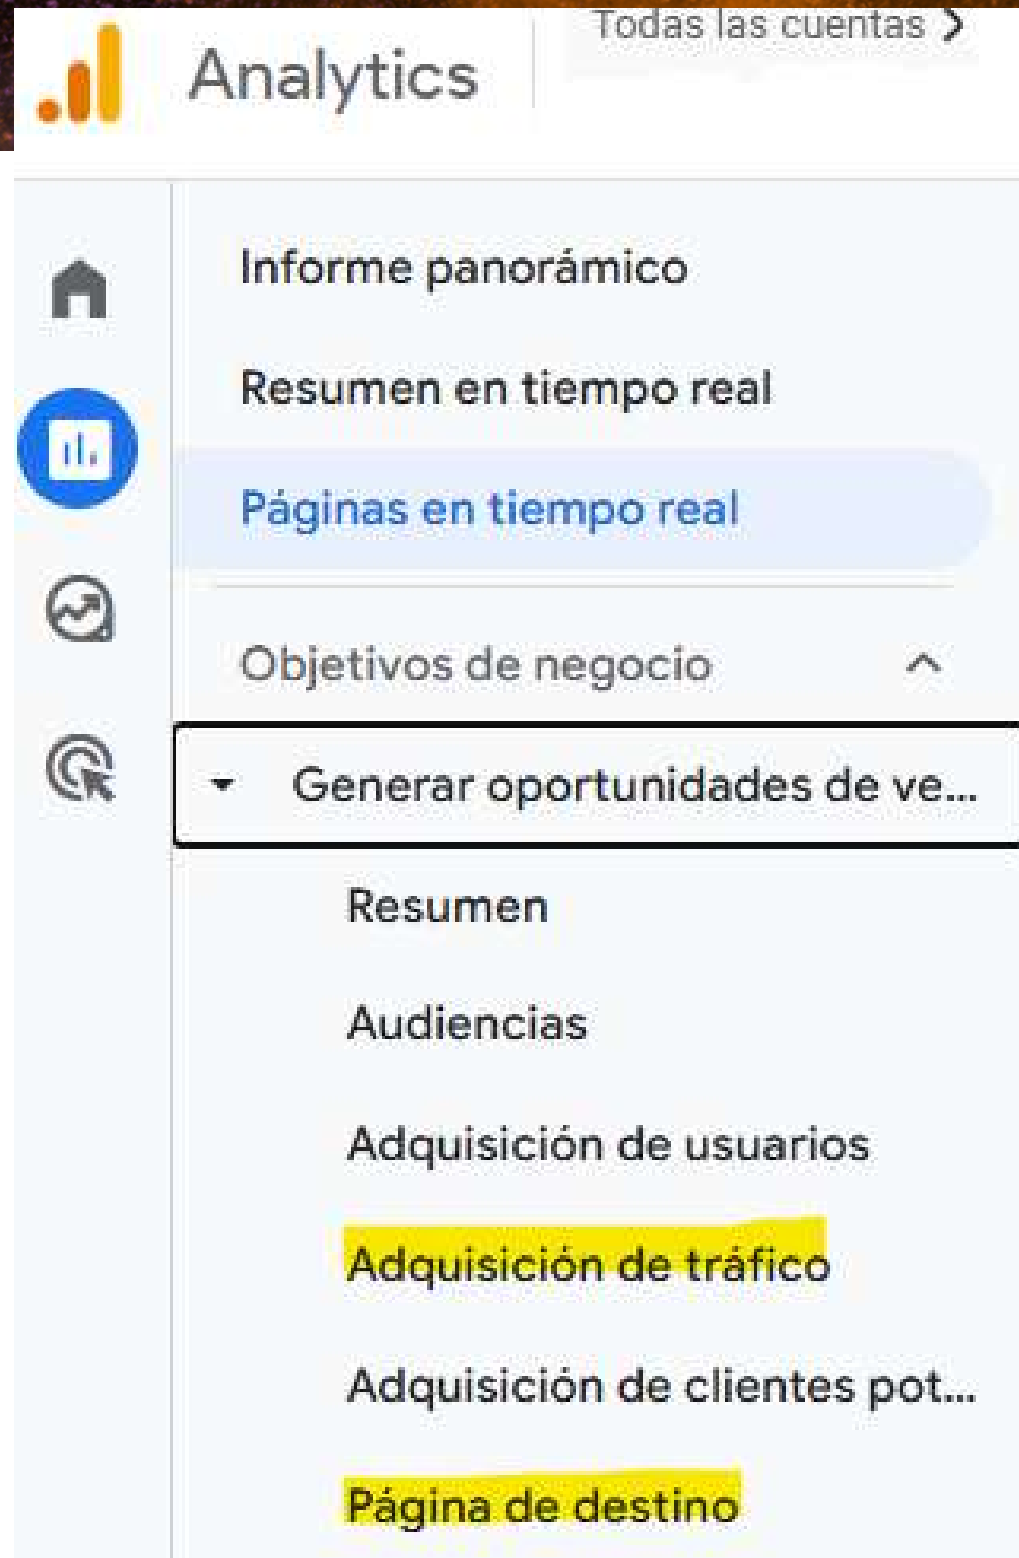 Todas las cuentas
Analytics
Informe panorámico
Resumen en tiempo real
Páginas en tiempo real
Objetivos de negocio
Generar oportunidades de ve...
Resumen
Audiencias
Adquisición de usuarios
Adquisición de tráfico
Adquisición de clientes pot...
Página de destino